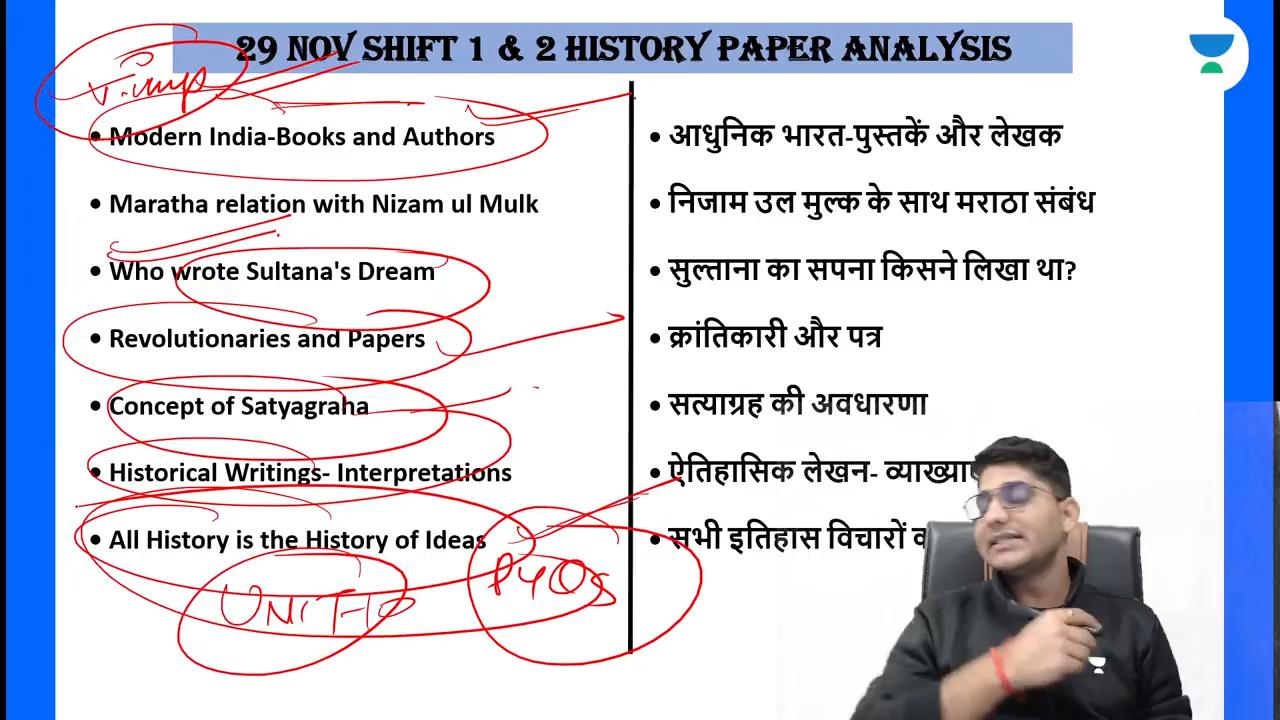 29 NOV SHIFT 1 & 2 HISTORY PAPER ANALYSIS
V.imp
• Modern India-Books and Authors
• Maratha relation with Nizam ul Mulk
• Who wrote Sultana's Dream
• Revolutionaries and Papers
• Concept of Satyagraha
• Historical Writings- Interpretations
• All History is the History of Ideas
UNIT-10
PYQs
• आधुनिक भारत-पुस्तकें और लेखक
• निजाम उल मुल्क के साथ मराठा संबंध
• सुल्ताना का सपना किसने लिखा था?
• क्रांतिकारी और पत्र
• सत्याग्रह की अवधारणा
• ऐतिहासिक लेखन-
• सभी इतिहास विचारों